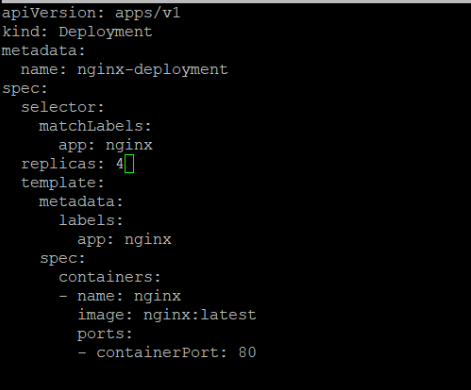 apiVersion: apps/v1
kind: Deployment
metadata:
  name: nginx-deployment
spec:
  selector:
    matchLabels:
      app: nginx
  replicas: 4
  template:
    metadata:
      labels:
        app: nginx
    spec:
      containers:
      - name: nginx
        image: nginx:latest
        ports:
        - containerPort: 80